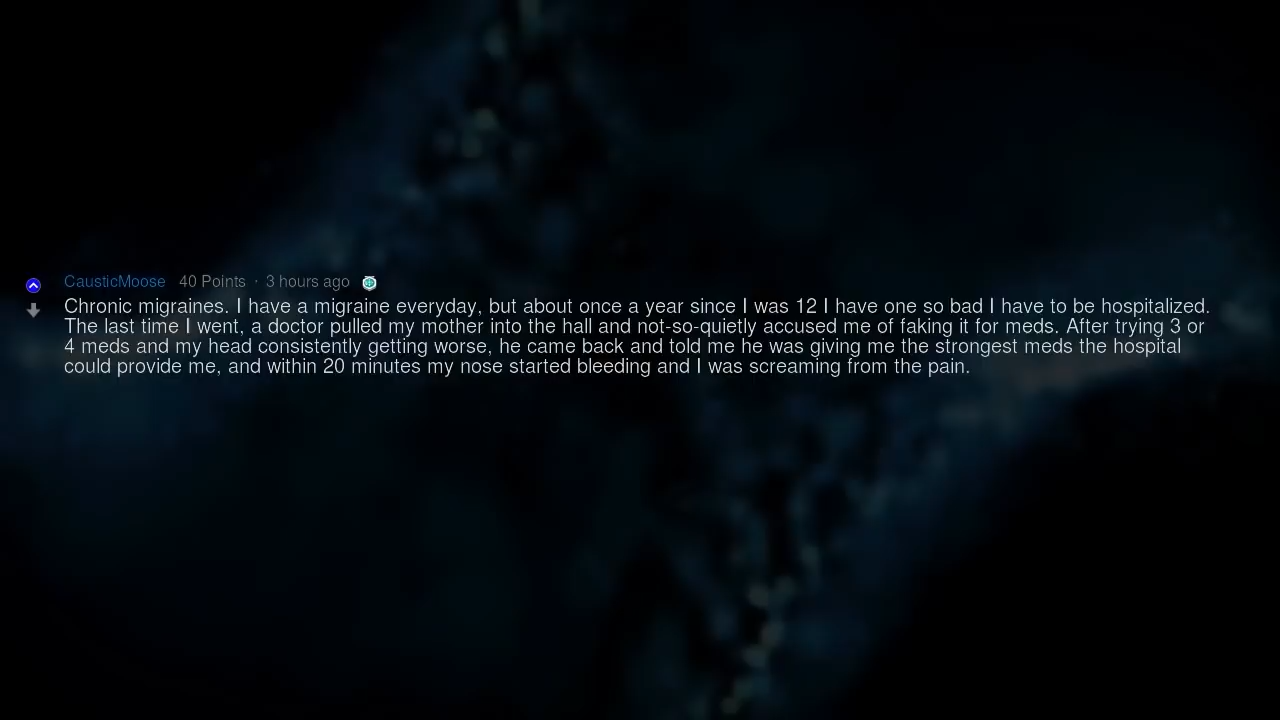 CausticMoose 40 Points · 3 hours ago
Chronic migraines. I have a migraine everyday, but about once a year since I was 12 I have one so bad I have to be hospitalized.
The last time I went, a doctor pulled my mother into the hall and not-so-quietly accused me of faking it for meds. After trying 3 or
4 meds and my head consistently getting worse, he came back and told me he was giving me the strongest meds the hospital
could provide me, and within 20 minutes my nose started bleeding and I was screaming from the pain.